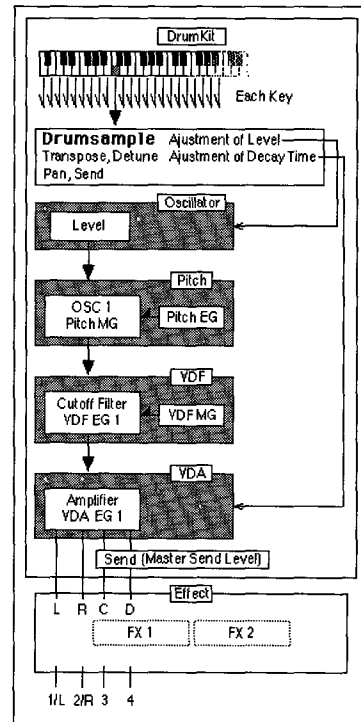 DrumKit
Each Key
Drumsample Ajustment of Level
Transpose, Detune Ajustment of Decay Time
Pan, Send
Oscillator
Level
Pitch
OSC 1
Pitch MG
Pitch EG
VDF
Cutoff Filter
VDF EG 1
VDF MG
VDA
Amplifier
VDA EG 1
Send (Master Send Level)
L R C D
Effect
FX 1 FX 2
1/L 2/R 3 4